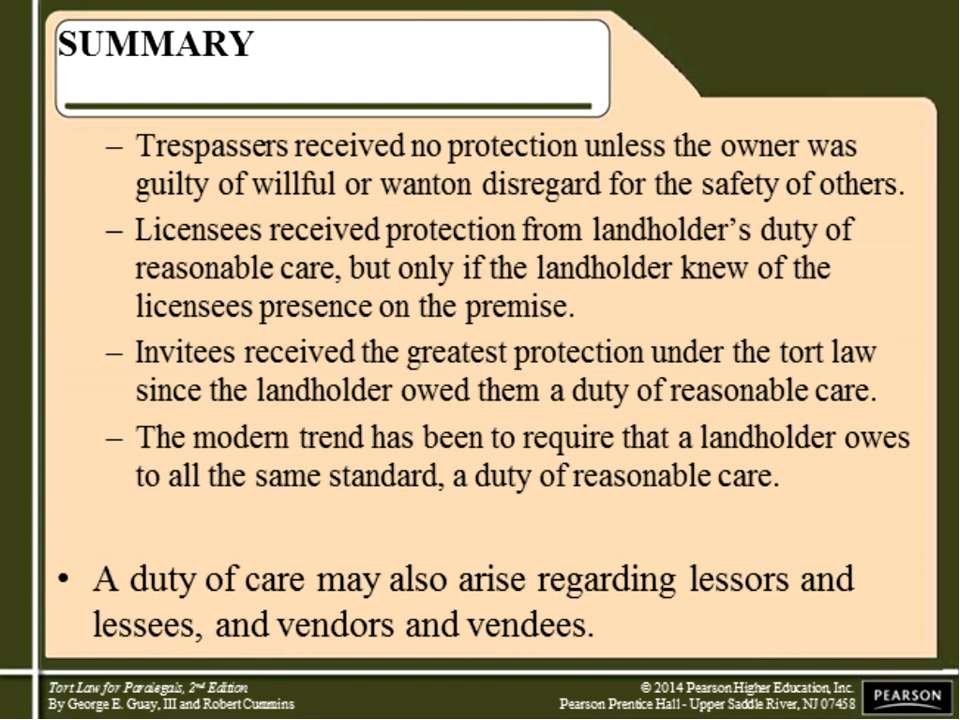 SUMMARY
– Trespassers received no protection unless the owner was
guilty of willful or wanton disregard for the safety of others.
– Licensees received protection from landholder’s duty of
reasonable care, but only if the landholder knew of the
licensees presence on the premise.
– Invitees received the greatest protection under the tort law
since the landholder owed them a duty of reasonable care.
– The modern trend has been to require that a landholder owes
to all the same standard, a duty of reasonable care.
• A duty of care may also arise regarding lessors and
lessees, and vendors and vendees.
Tort Law for Paralegals, 2nd Edition
By George E. Guay, III and Robert Cummins
© 2014 Pearson Higher Education, Inc.
Pearson Prentice Hall - Upper Saddle River, NJ 07458
PEARSON